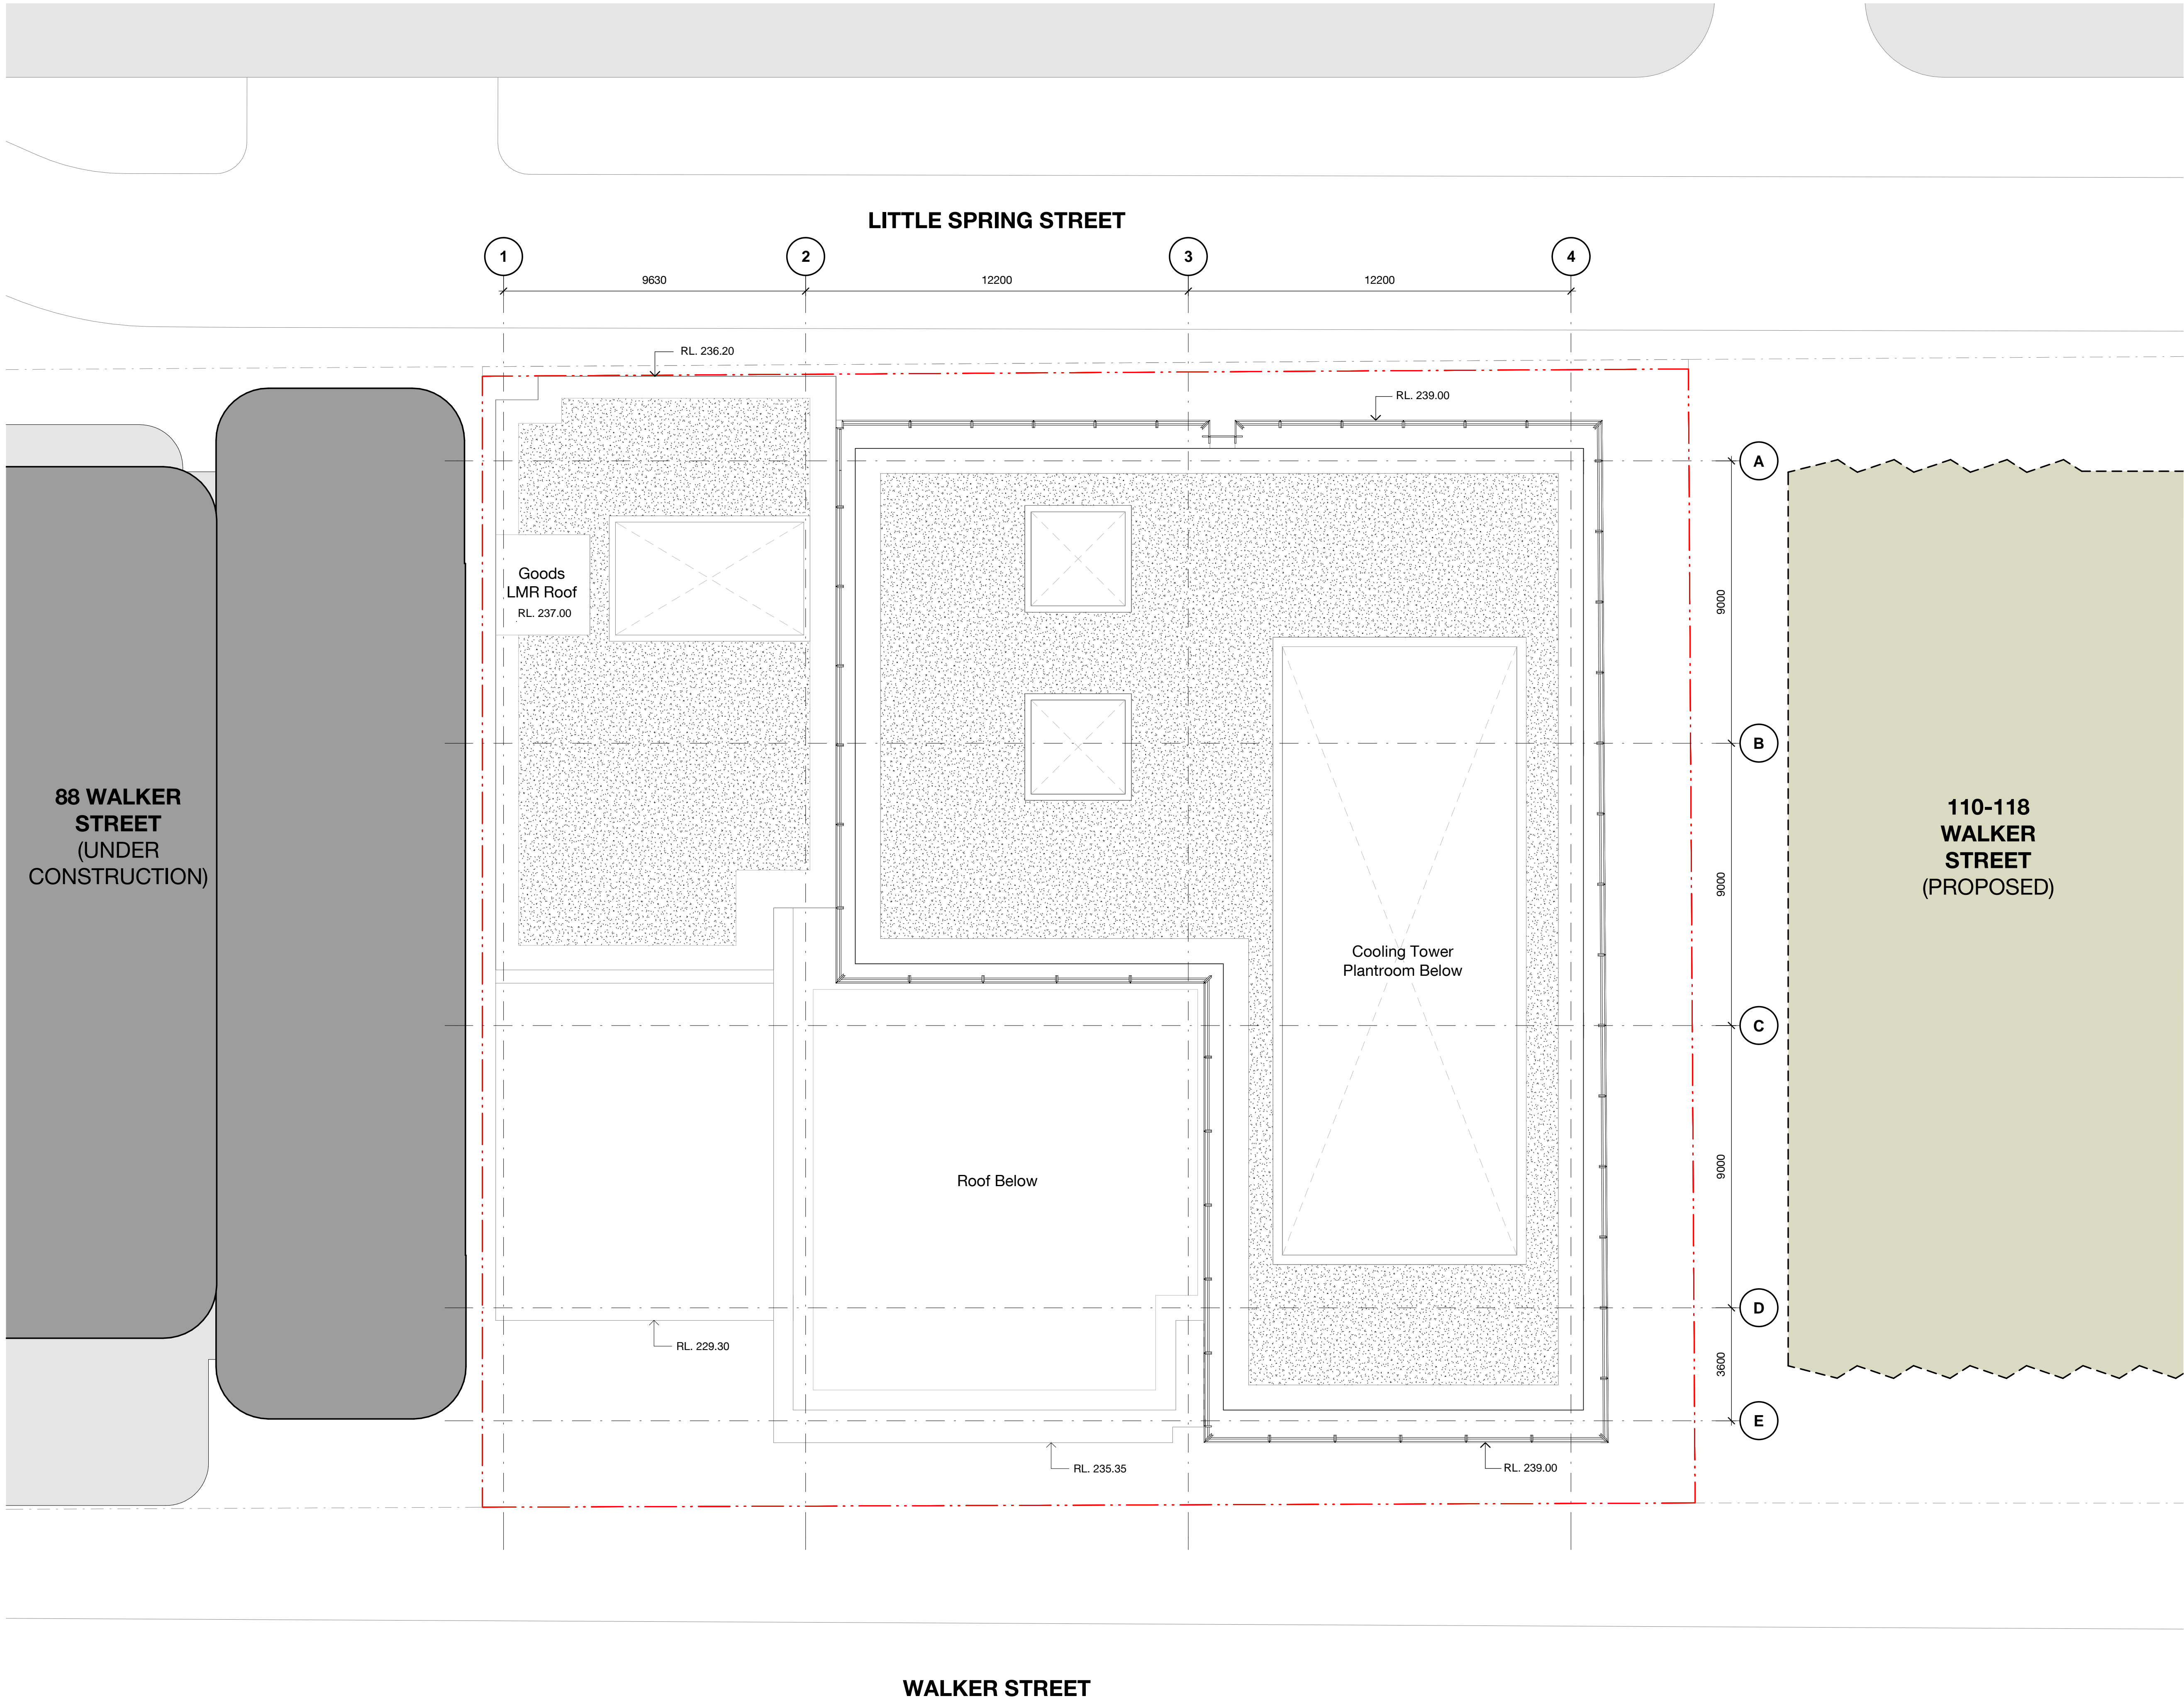 LITTLE SPRING STREET
1
2
3
4
9630
12200
12200
RL. 236.20
RL. 239.00
A
Goods
LMR Roof
RL. 237.00
9000
B
88 WALKER
STREET
(UNDER
CONSTRUCTION)
110-118
WALKER
STREET
(PROPOSED)
9000
Cooling Tower
Plantroom Below
C
9000
Roof Below
D
RL. 229.30
3600
E
RL. 235.35
RL. 239.00
WALKER STREET